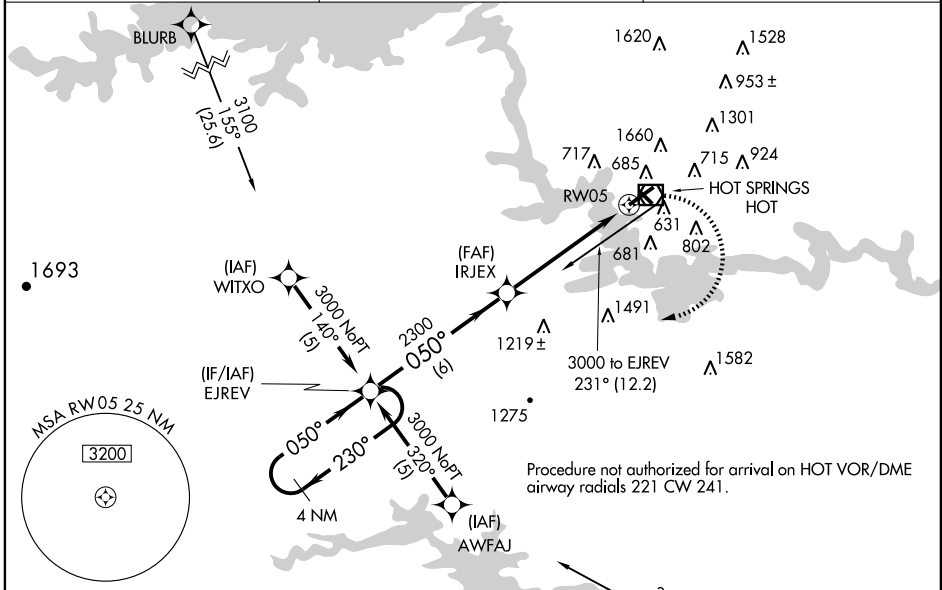 BLURB
3100
155°
(25.6)
1620
1528
953 ±
1301
1660
717
685
715
924
RW05
HOT SPRINGS
HOT
631
681
802
1693
(IAF)
WITXO
3000 NoPT
140°
(5)
(FAF)
IRJEX
2300
050°
(6)
1219 ±
1491
3000 to EJREV
231° (12.2)
1582
(IF/IAF)
EJREV
1275
MSA RW05 25 NM
3200
050°
230°
3000 NoPT
320°
(5)
4 NM
(IAF)
AWFAJ
Procedure not authorized for arrival on HOT VOR/DME
airway radials 221 CW 241.